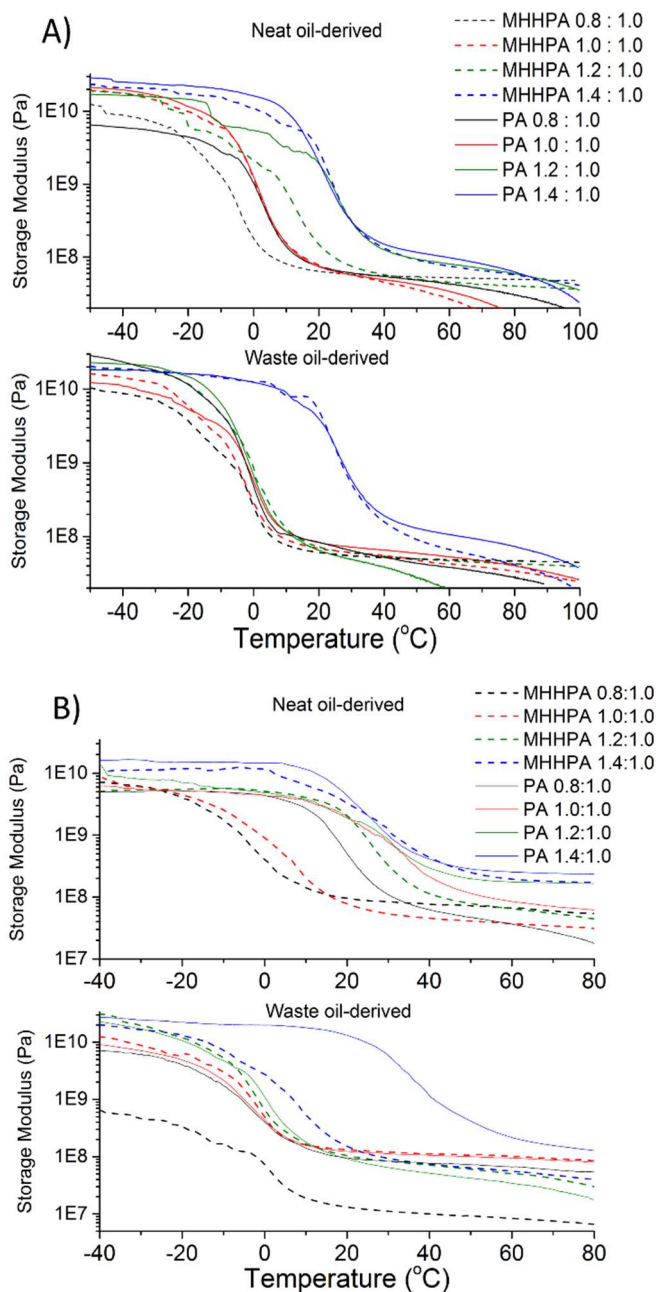 A)
Neat oil-derived
MHHPA 0.8 : 1.0
MHHPA 1.0 : 1.0
MHHPA 1.2 : 1.0
MHHPA 1.4 : 1.0
PA 0.8 : 1.0
PA 1.0 : 1.0
PA 1.2 : 1.0
PA 1.4 : 1.0
Storage Modulus (Pa)
1E10
1E9
1E8
-40 -20 0 20 40 60 80 100
Waste oil-derived
Storage Modulus (Pa)
1E10
1E9
1E8
-40 -20 0 20 40 60 80 100
Temperature (°C)
B)
Neat oil-derived
MHHPA 0.8:1.0
MHHPA 1.0:1.0
MHHPA 1.2:1.0
MHHPA 1.4:1.0
PA 0.8:1.0
PA 1.0:1.0
PA 1.2:1.0
PA 1.4:1.0
Storage Modulus (Pa)
1E10
1E9
1E8
1E7
-40 -20 0 20 40 60 80
Waste oil-derived
Storage Modulus (Pa)
1E10
1E9
1E8
1E7
-40 -20 0 20 40 60 80
Temperature (°C)